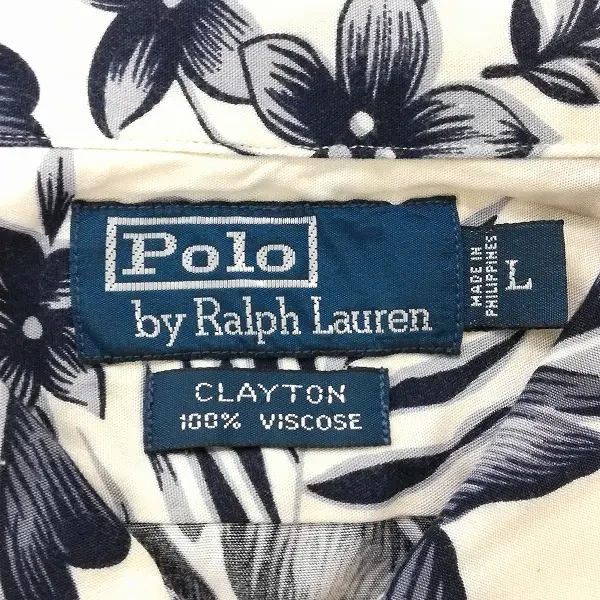 Polo
by Ralph Lauren
MADE IN
PHILIPPINES
L
CLAYTON
100% VISCOSE